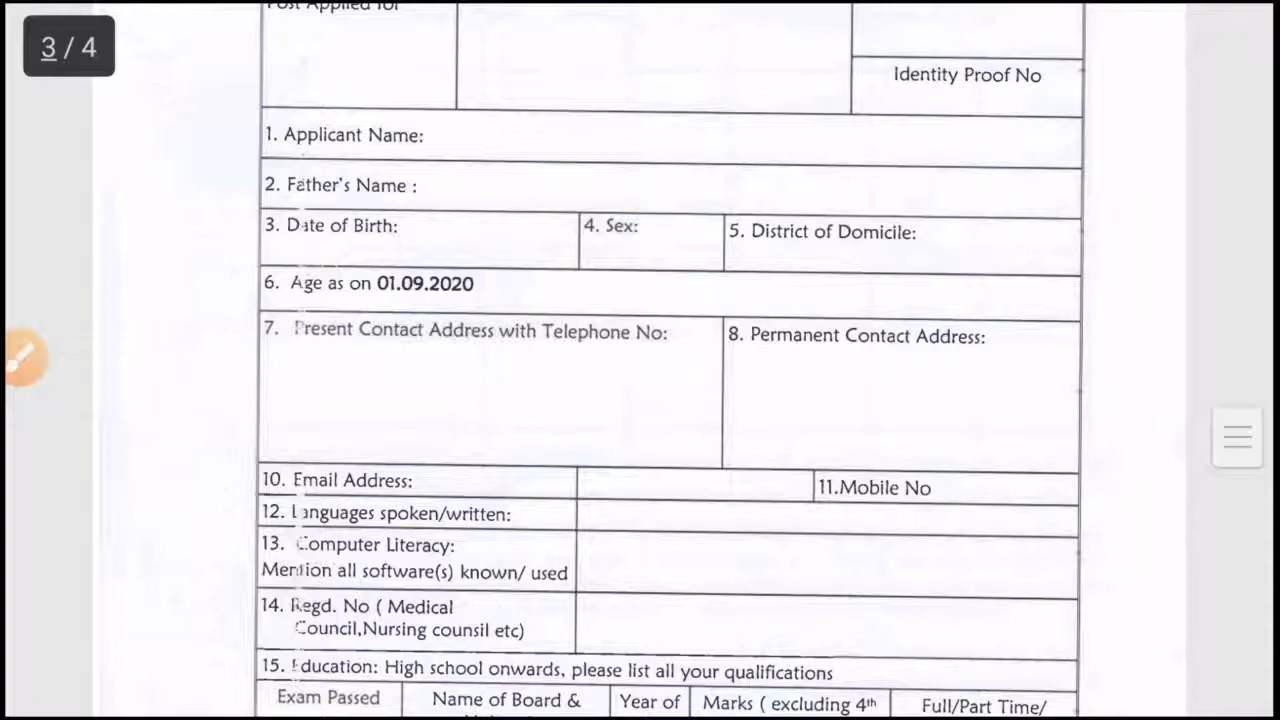 3 / 4
Post Applied for
Identity Proof No
1. Applicant Name:
2. Father's Name :
3. Date of Birth:
4. Sex:
5. District of Domicile:
6. Age as on 01.09.2020
7. Present Contact Address with Telephone No:
8. Permanent Contact Address:
10. Email Address:
11.Mobile No
12. Languages spoken/written:
13. Computer Literacy:
Mention all software(s) known/ used
14. Regd. No ( Medical
Council,Nursing counsil etc)
15. Education: High school onwards, please list all your qualifications
Exam Passed
Name of Board &
Year of
Marks ( excluding 4th
Full/Part Time/